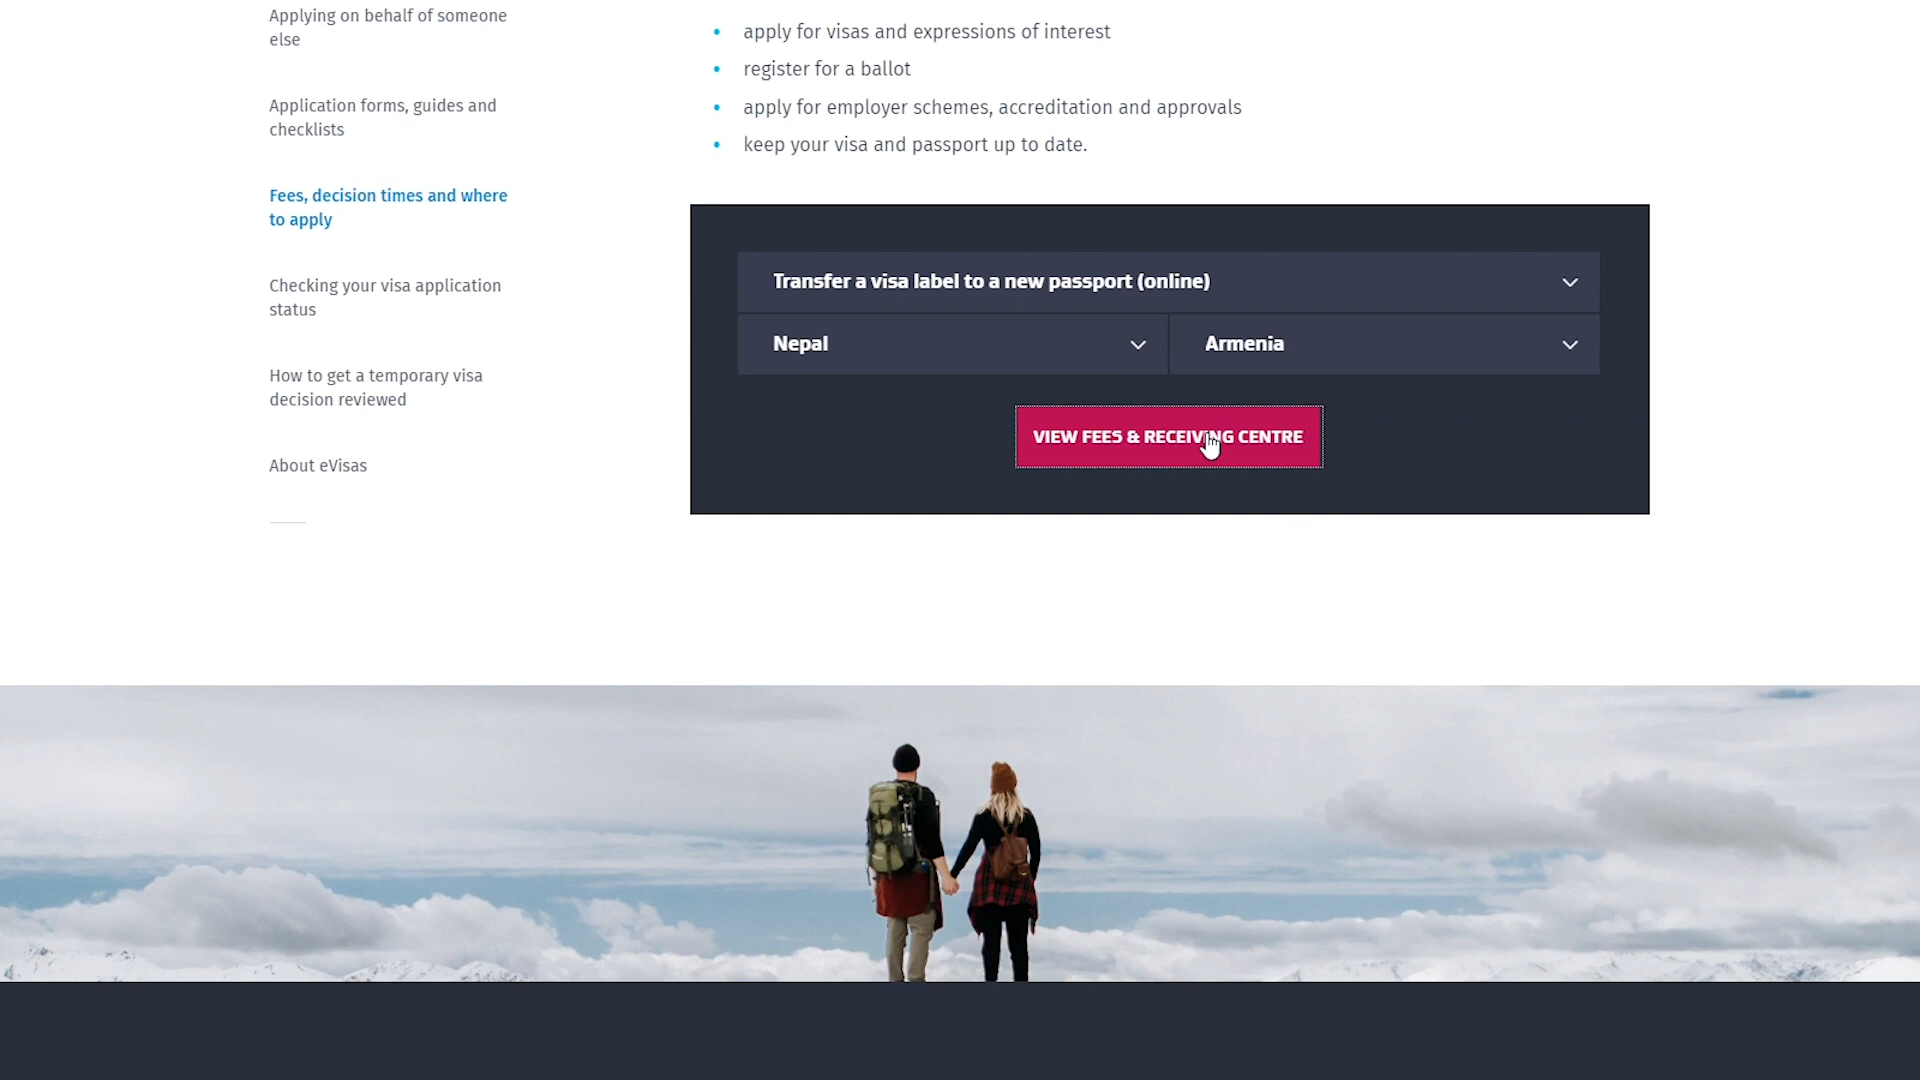 Applying on behalf of someone
else
Application forms, guides and
checklists
Fees, decision times and where
to apply
Checking your visa application
status
How to get a temporary visa
decision reviewed
About eVisas
• apply for visas and expressions of interest
• register for a ballot
• apply for employer schemes, accreditation and approvals
• keep your visa and passport up to date.
Transfer a visa label to a new passport (online)
Nepal
Armenia
VIEW FEES & RECEIVING CENTRE